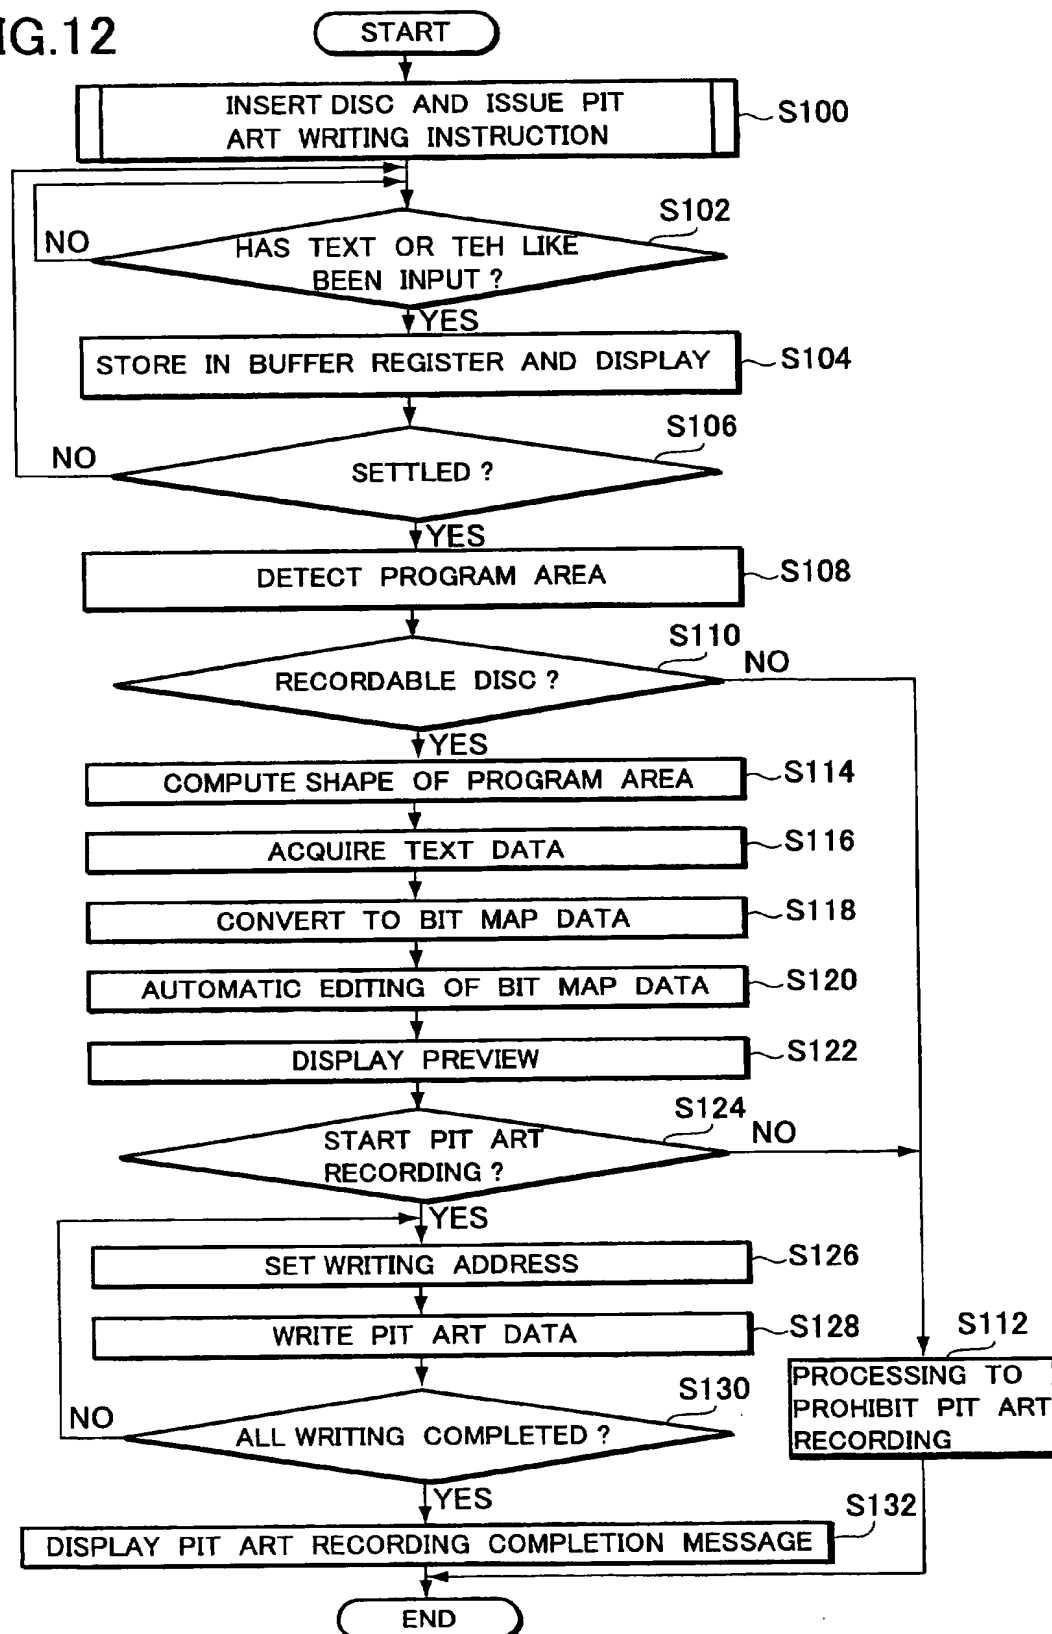 IG.12
START
INSERT DISC AND ISSUE PIT
ART WRITING INSTRUCTION
S100
S102
NO
HAS TEXT OR TEH LIKE
BEEN INPUT ?
YES
STORE IN BUFFER REGISTER AND DISPLAY
S104
S106
NO
SETTLED ?
YES
DETECT PROGRAM AREA
S108
S110
NO
RECORDABLE DISC ?
YES
COMPUTE SHAPE OF PROGRAM AREA
S114
ACQUIRE TEXT DATA
S116
CONVERT TO BIT MAP DATA
S118
AUTOMATIC EDITING OF BIT MAP DATA
S120
DISPLAY PREVIEW
S122
S124
START PIT ART
RECORDING ?
NO
YES
SET WRITING ADDRESS
S126
WRITE PIT ART DATA
S128
S112
PROCESSING TO
PROHIBIT PIT ART
RECORDING
S130
NO
ALL WRITING COMPLETED ?
YES
S132
DISPLAY PIT ART RECORDING COMPLETION MESSAGE
END